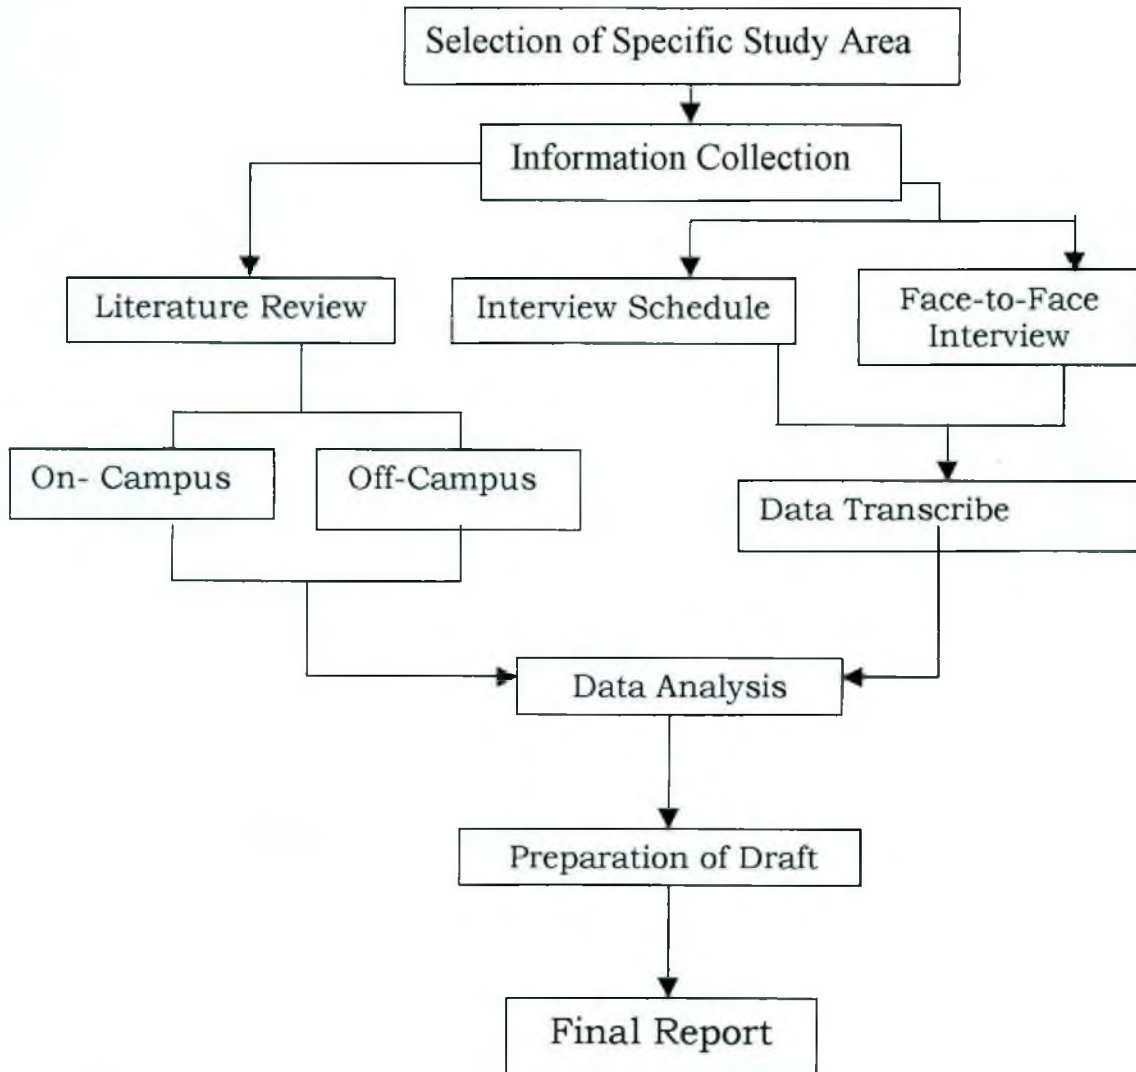 Selection of Specific Study Area
Information Collection
Literature Review
Interview Schedule
Face-to-Face
Interview
On- Campus
Off-Campus
Data Transcribe
Data Analysis
Preparation of Draft
Final Report